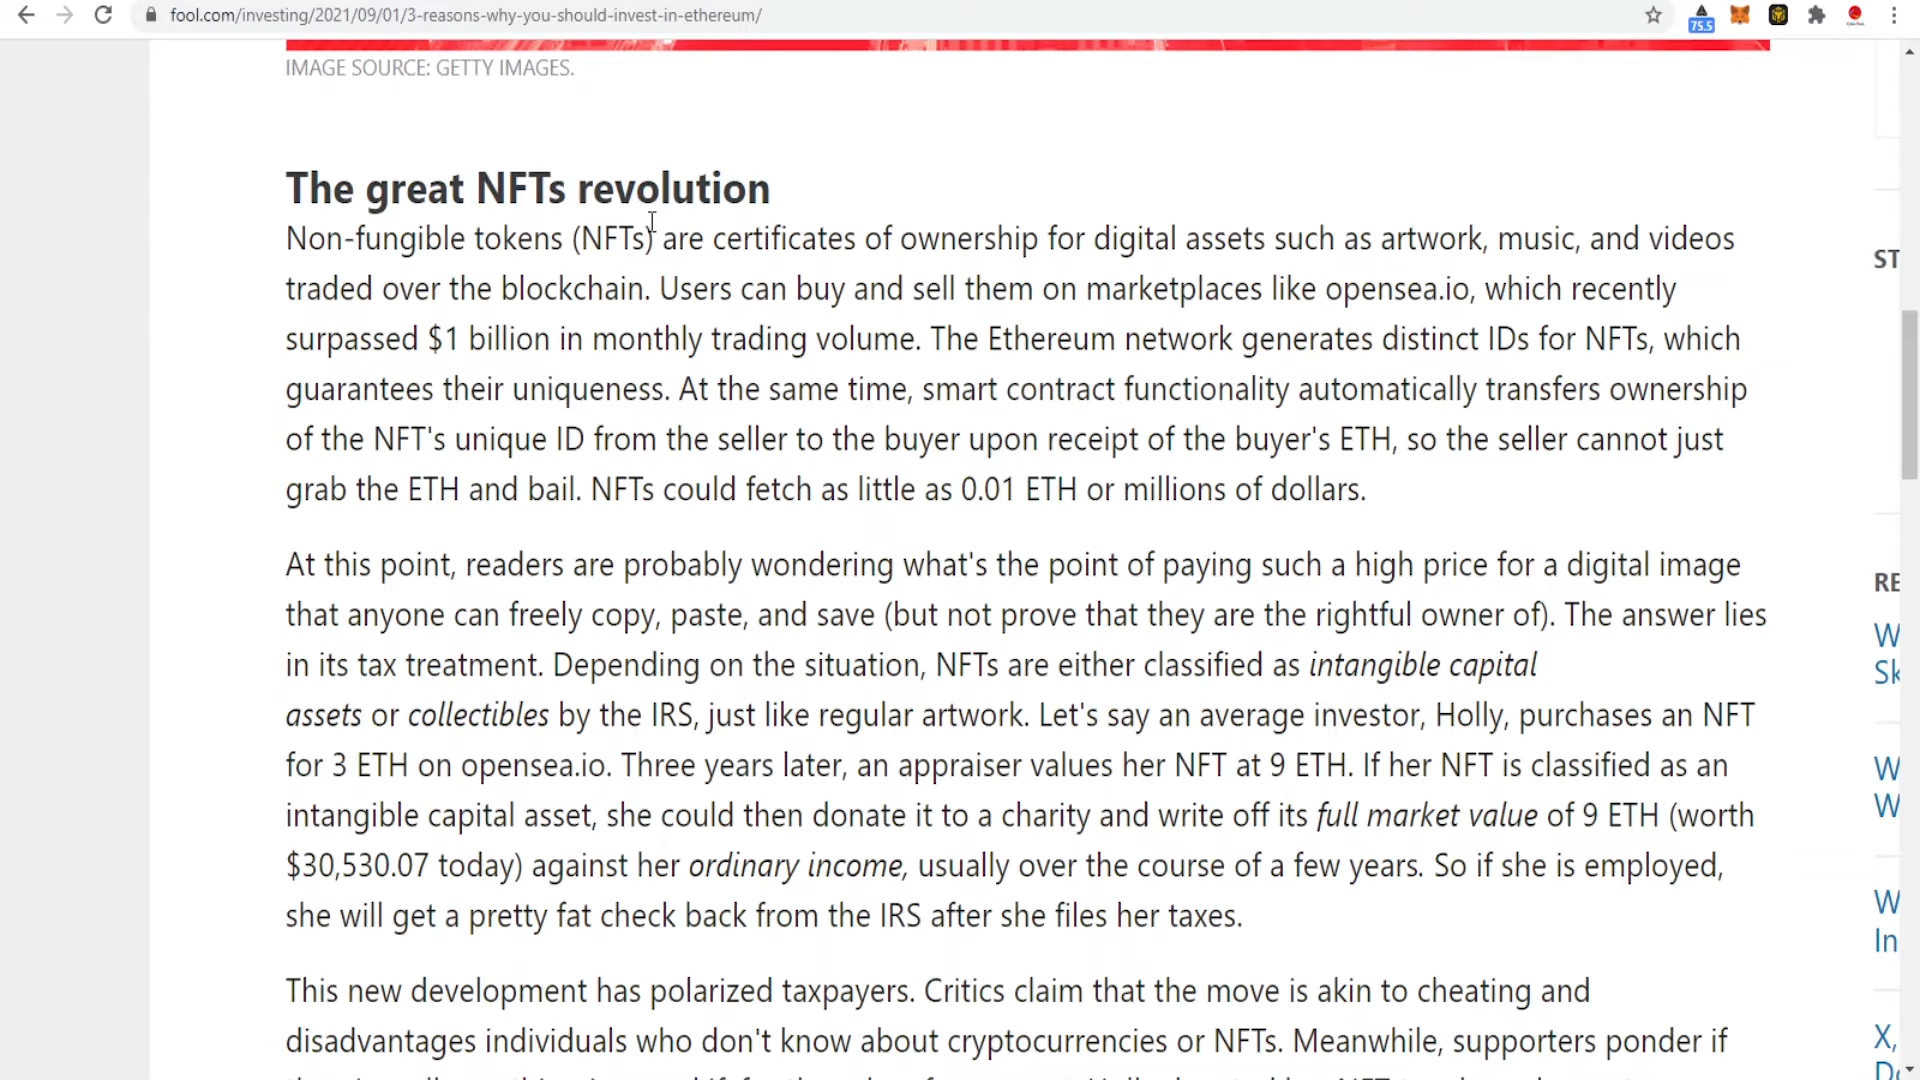 fool.com/investing/2021/09/01/3-reasons-why-you-should-invest-in-ethereum/
75.5
IMAGE SOURCE: GETTY IMAGES.
The great NFTs revolution
Non-fungible tokens (NFTs) are certificates of ownership for digital assets such as artwork, music, and videos
traded over the blockchain. Users can buy and sell them on marketplaces like opensea.io, which recently
surpassed $1 billion in monthly trading volume. The Ethereum network generates distinct IDs for NFTs, which
guarantees their uniqueness. At the same time, smart contract functionality automatically transfers ownership
of the NFT's unique ID from the seller to the buyer upon receipt of the buyer's ETH, so the seller cannot just
grab the ETH and bail. NFTs could fetch as little as 0.01 ETH or millions of dollars.
At this point, readers are probably wondering what's the point of paying such a high price for a digital image
that anyone can freely copy, paste, and save (but not prove that they are the rightful owner of). The answer lies
in its tax treatment. Depending on the situation, NFTs are either classified as intangible capital
assets or collectibles by the IRS, just like regular artwork. Let's say an average investor, Holly, purchases an NFT
for 3 ETH on opensea.io. Three years later, an appraiser values her NFT at 9 ETH. If her NFT is classified as an
intangible capital asset, she could then donate it to a charity and write off its full market value of 9 ETH (worth
$30,530.07 today) against her ordinary income, usually over the course of a few years. So if she is employed,
she will get a pretty fat check back from the IRS after she files her taxes.
This new development has polarized taxpayers. Critics claim that the move is akin to cheating and
disadvantages individuals who don't know about cryptocurrencies or NFTs. Meanwhile, supporters ponder if
ST
RE
W
Sk
W
W
W
In
X,